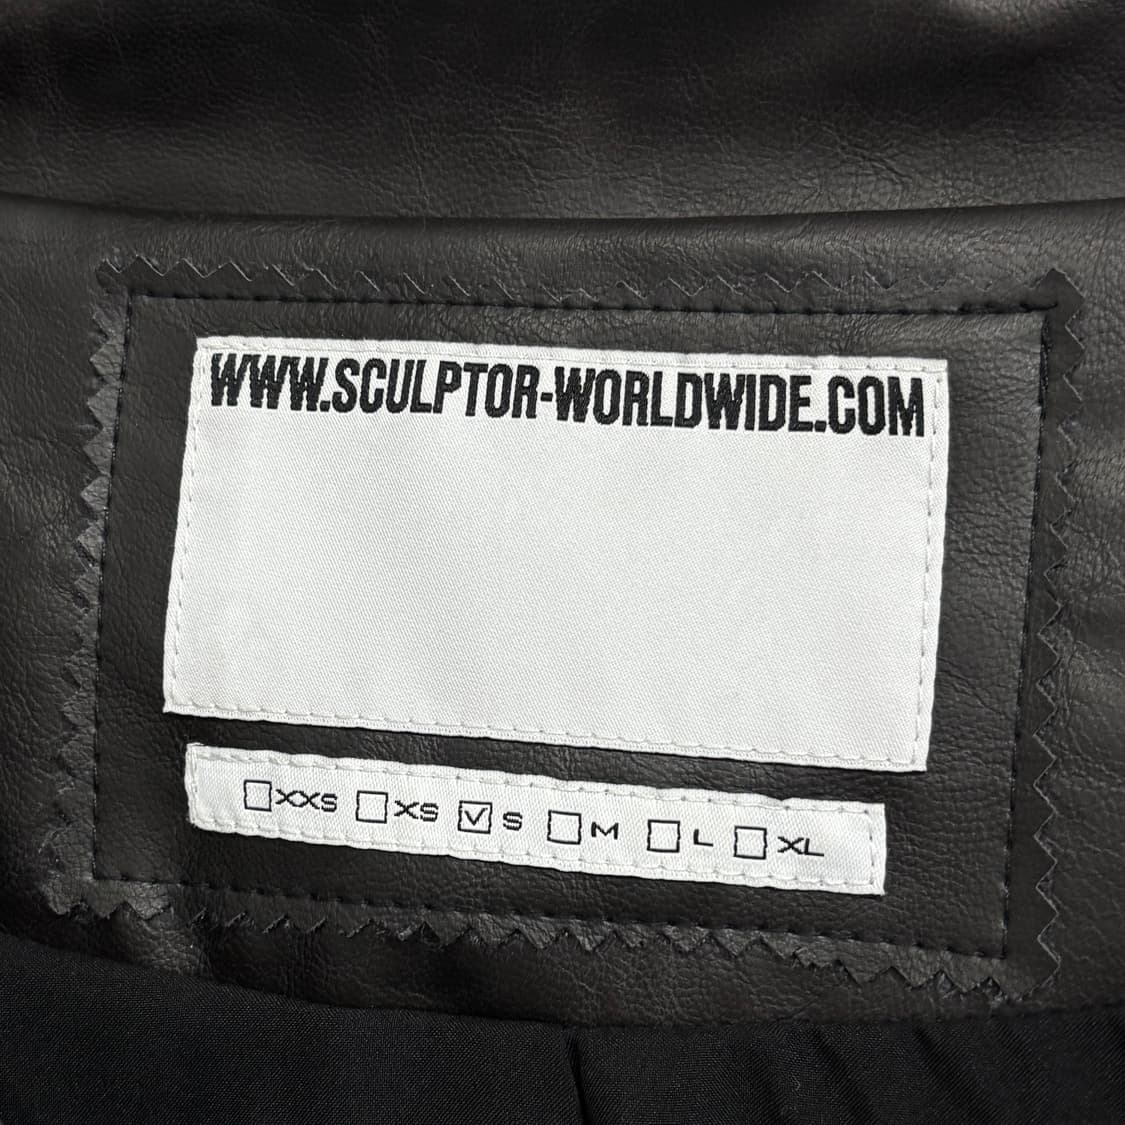 WWW.SCULPTOR-WORLDWIDE.COM
☐XXS ☐XS ☑S ☐M ☐L ☐XL